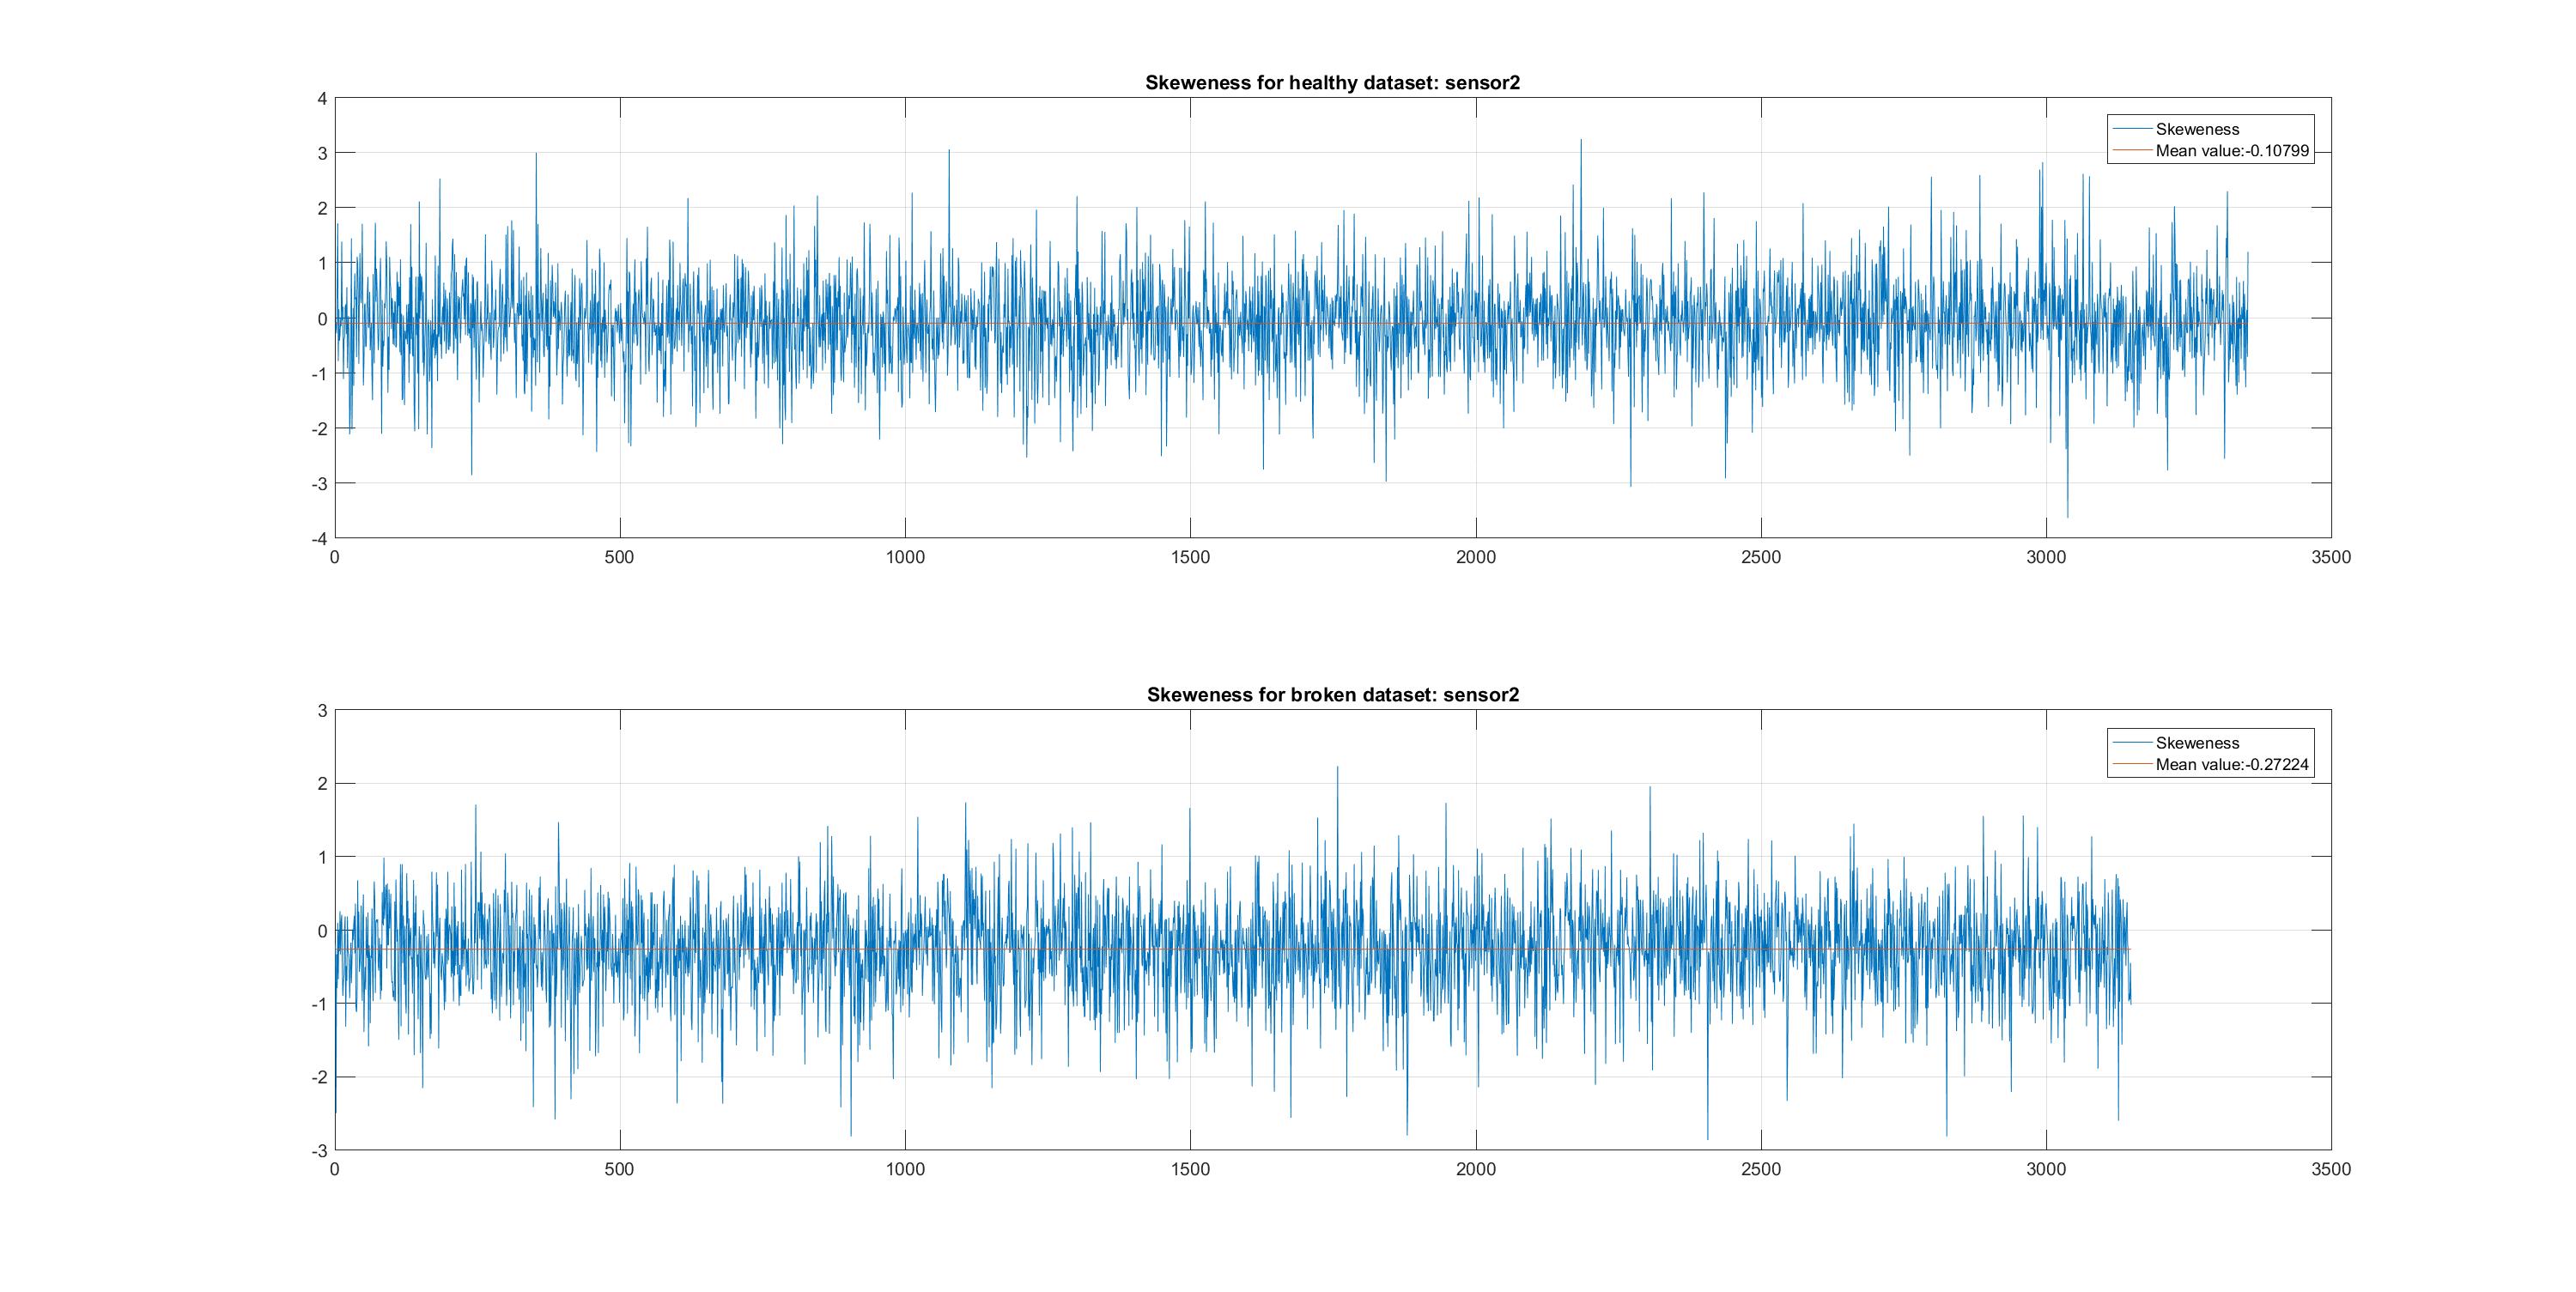 Skeweness for healthy dataset: sensor2
4
3
2
1
0
-1
-2
-3
-4
Skeweness
Mean value:-0.10799
0 500 1000 1500 2000 2500 3000 3500
Skeweness for broken dataset: sensor2
3
2
1
0
-1
-2
-3
Skeweness
Mean value:-0.27224
0 500 1000 1500 2000 2500 3000 3500